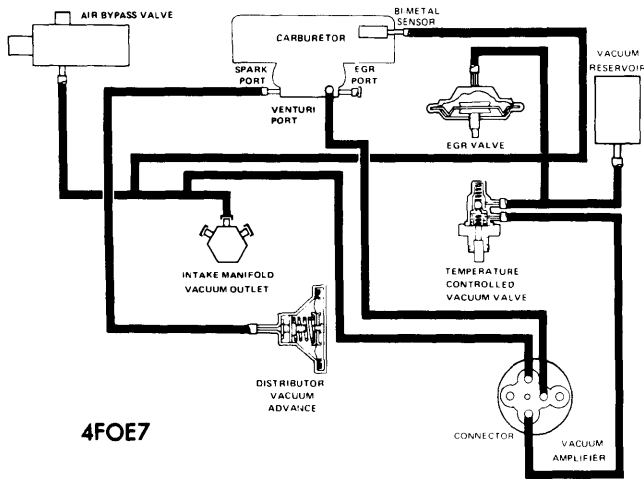 AIR BYPASS VALVE
BI METAL
SENSOR
CARBURETOR
SPARK
PORT
EGR
PORT
VENTURI
PORT
VACUUM
RESERVOIR
EGR VALVE
INTAKE MANIFOLD
VACUUM OUTLET
TEMPERATURE
CONTROLLED
VACUUM VALVE
DISTRIBUTOR
VACUUM
ADVANCE
4FOE7
CONNECTOR
VACUUM
AMPLIFIER